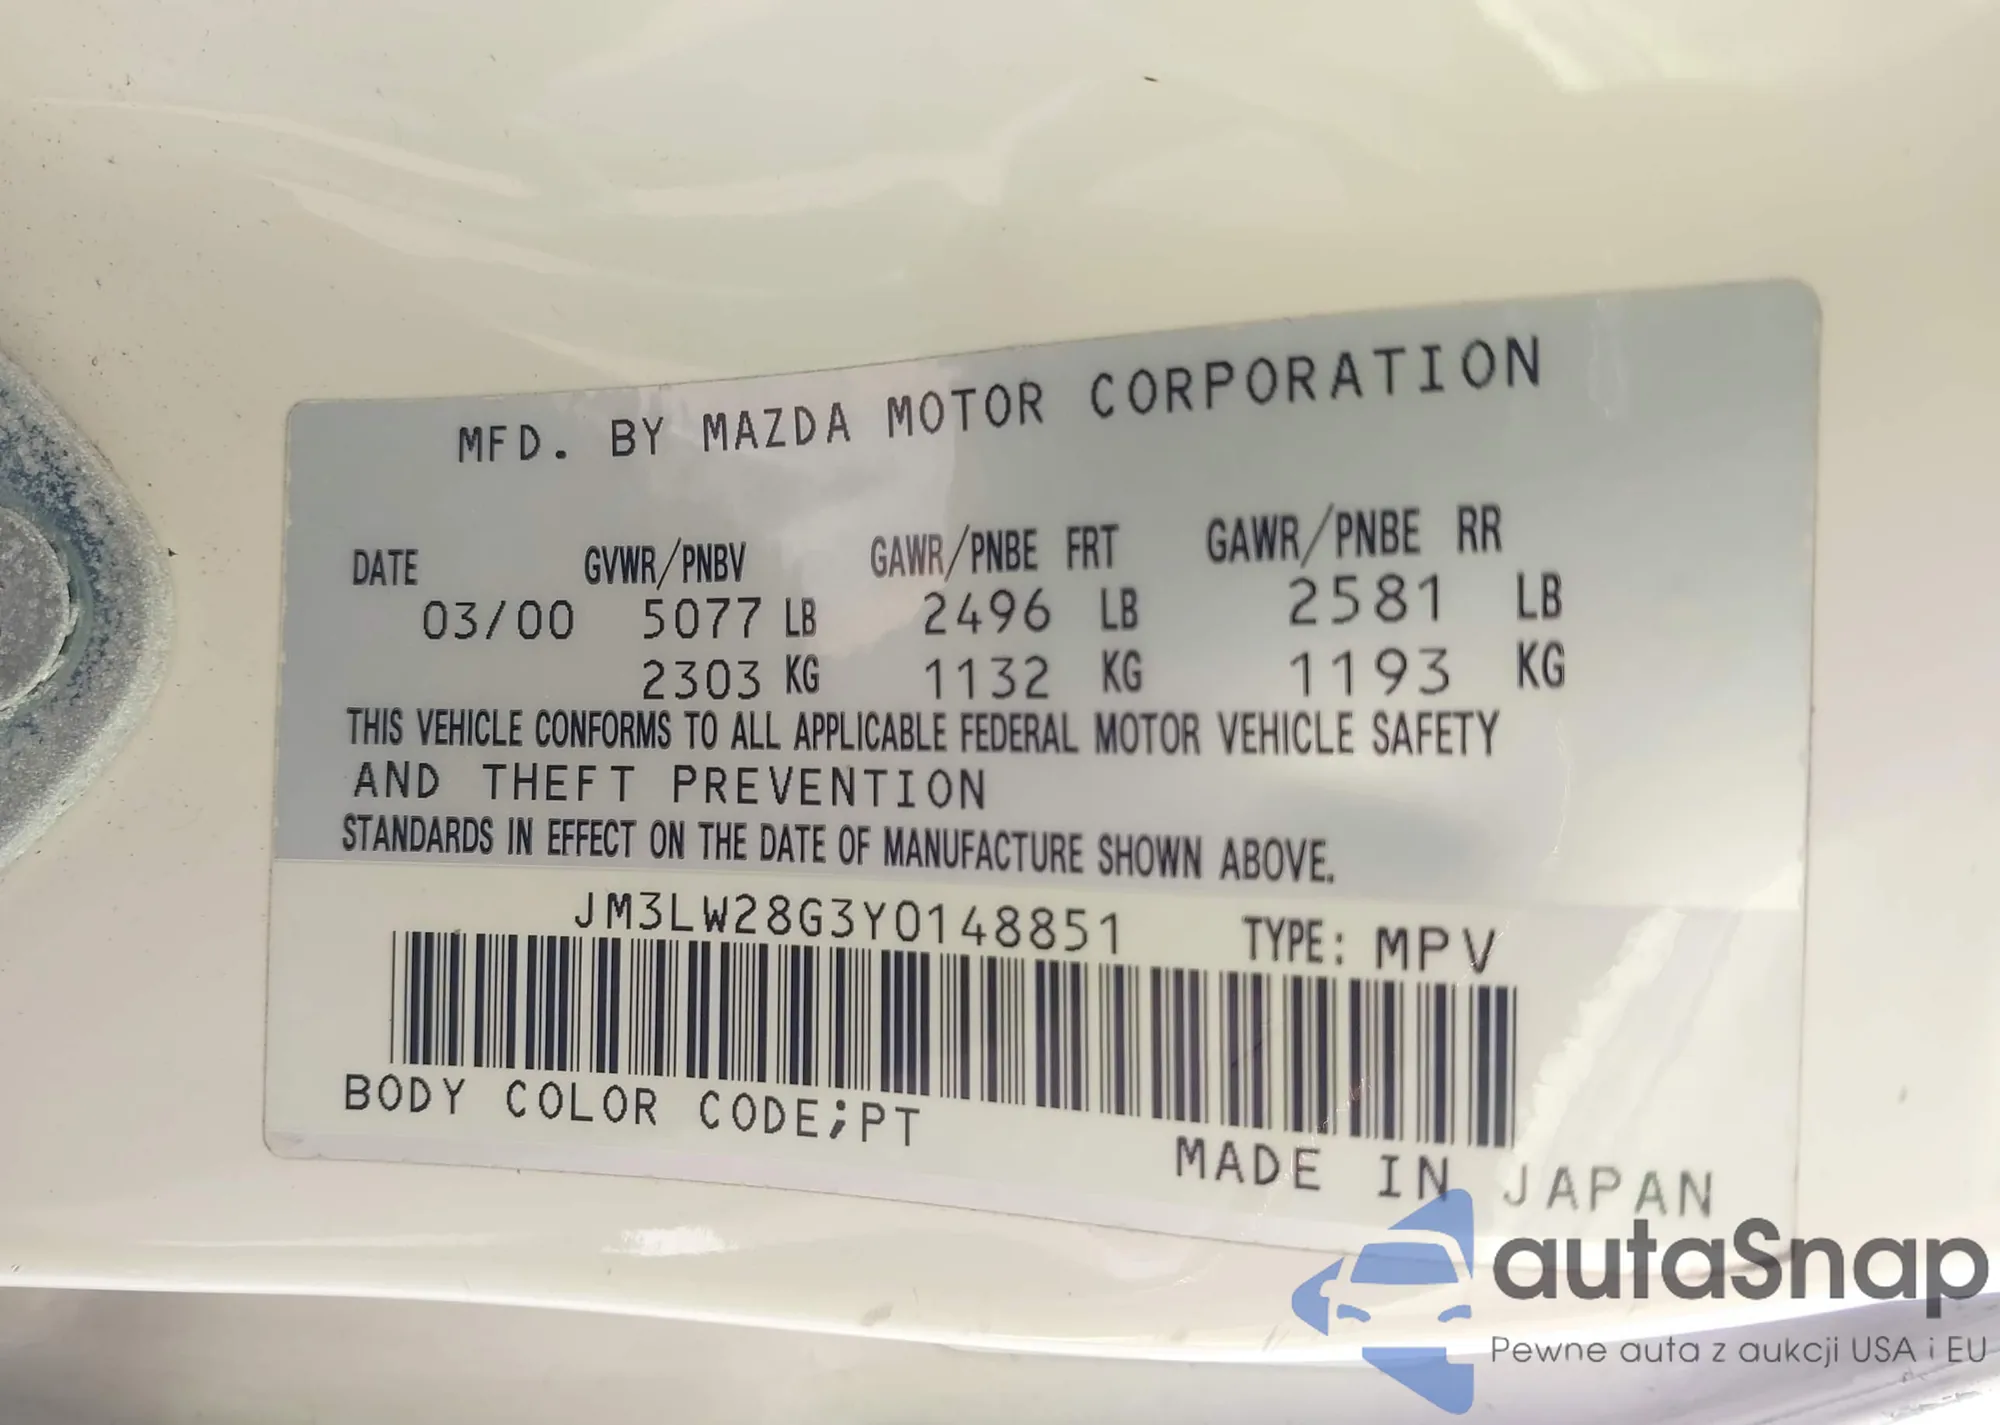 MFD. BY MAZDA MOTOR CORPORATION
DATE GVWR/PNBV GAWR/PNBE FRT GAWR/PNBE RR
03/00 5077 LB 2496 LB 2581 LB
2303 KG 1132 KG 1193 KG
THIS VEHICLE CONFORMS TO ALL APPLICABLE FEDERAL MOTOR VEHICLE SAFETY
AND THEFT PREVENTION
STANDARDS IN EFFECT ON THE DATE OF MANUFACTURE SHOWN ABOVE.
JM3LW28G3Y0148851 TYPE: MPV
BODY COLOR CODE;PT
MADE IN JAPAN
autaSnap
Pewne auta z aukcji USA i EU